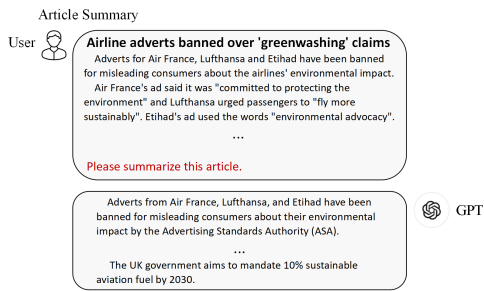 Article Summary
User
Airline adverts banned over 'greenwashing' claims
Adverts for Air France, Lufthansa and Etihad have been banned
for misleading consumers about the airlines' environmental impact.
Air France's ad said it was "committed to protecting the
environment" and Lufthansa urged passengers to "fly more
sustainably". Etihad's ad used the words "environmental advocacy".
...
Please summarize this article.
Adverts from Air France, Lufthansa, and Etihad have been
banned for misleading consumers about their environmental
impact by the Advertising Standards Authority (ASA).
GPT
...
The UK government aims to mandate 10% sustainable
aviation fuel by 2030.